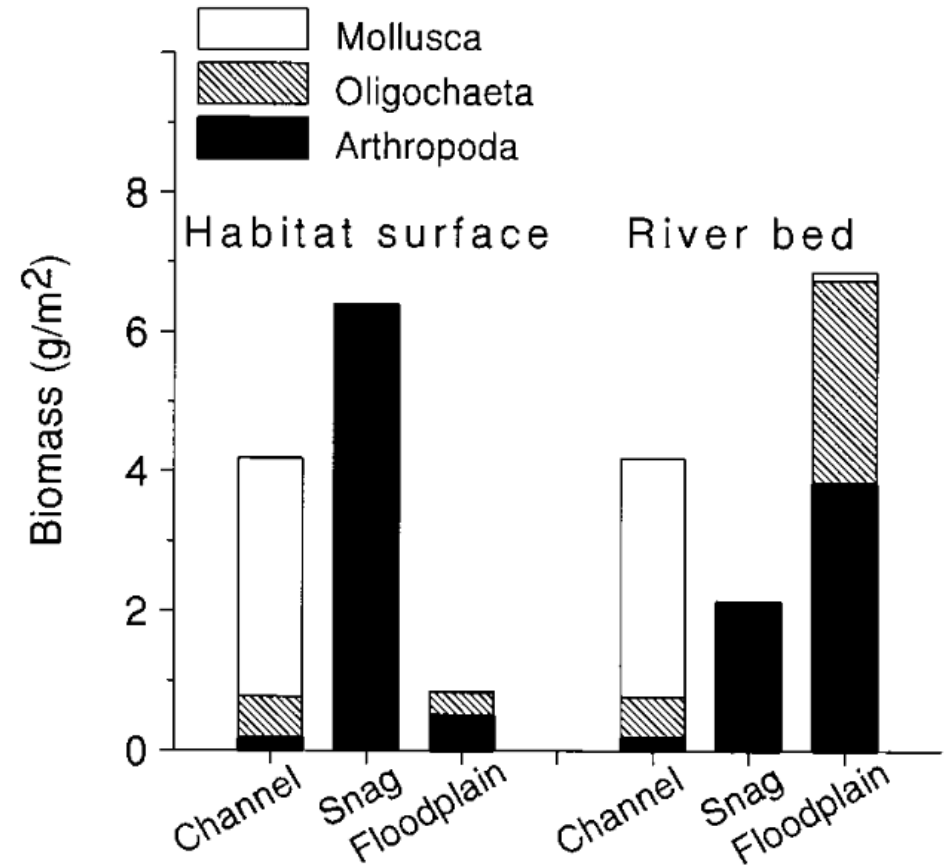 Mollusca
Oligochaeta
Arthropoda
Habitat surface
River bed
Biomass (g/m2)
8
6
4
2
0
Channel
Snag
Floodplain
Channel
Snag
Floodplain